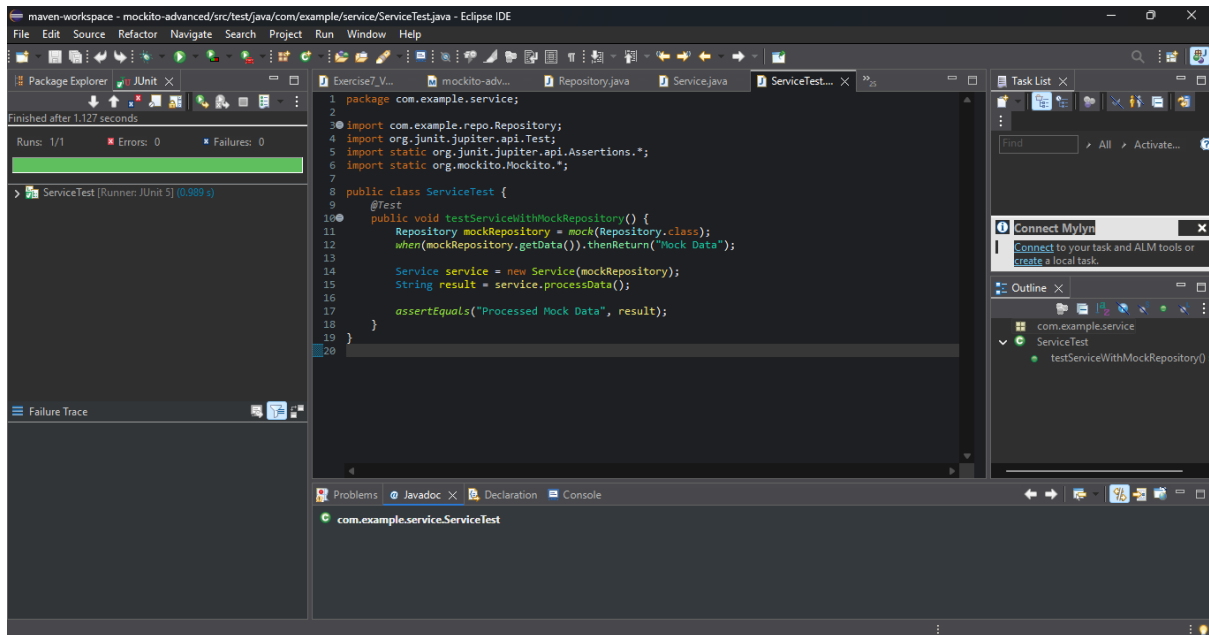 maven-workspace - mockito-advanced/src/test/java/com/example/service/ServiceTest.java - Eclipse IDE
File Edit Source Refactor Navigate Search Project Run Window Help
Package Explorer
JUnit
Finished after 1.127 seconds
Runs: 1/1 Errors: 0 Failures: 0
ServiceTest [Runner: JUnit 5] (0.989 s)
Failure Trace
Exercise7_V... mockito-adv... Repository.java Service.java ServiceTest.... »25
1 package com.example.service;
2
3 import com.example.repo.Repository;
4 import org.junit.jupiter.api.Test;
5 import static org.junit.jupiter.api.Assertions.*;
6 import static org.mockito.Mockito.*;
7
8 public class ServiceTest {
9     @Test
10     public void testServiceWithMockRepository() {
11         Repository mockRepository = mock(Repository.class);
12         when(mockRepository.getData()).thenReturn("Mock Data");
13
14         Service service = new Service(mockRepository);
15         String result = service.processData();
16
17         assertEquals("Processed Mock Data", result);
18     }
19 }
20
Problems Javadoc Declaration Console
com.example.service.ServiceTest
Task List
Find All Activate...
Connect Mylyn
Connect to your task and ALM tools or
create a local task.
Outline
com.example.service
ServiceTest
testServiceWithMockRepository()